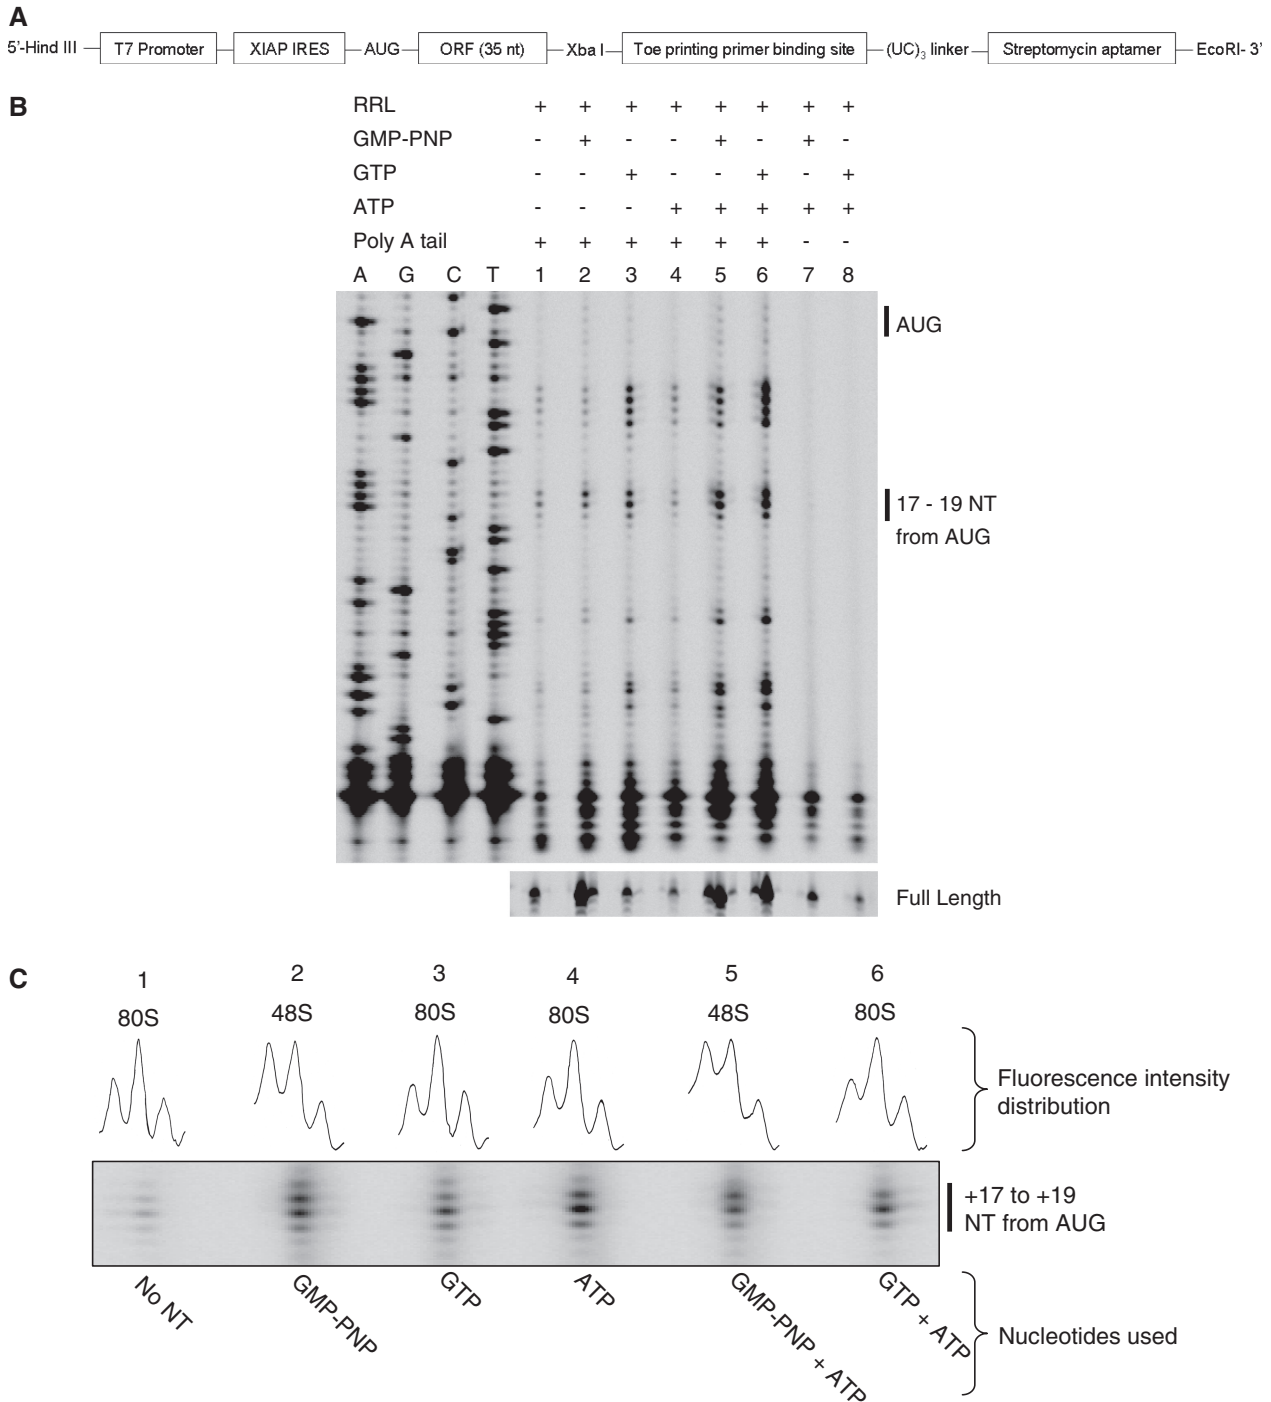 A
5'-Hind III T7 Promoter XIAP IRES AUG ORF (35 nt) Xba I Toe printing primer binding site (UC)3 linker Streptomycin aptamer EcoRI- 3'
B
RRL + + + + + + + +
GMP-PNP - + - - + - + -
GTP - - + - - + - +
ATP - - - + + + + +
Poly A tail + + + + + + - -
A G C T 1 2 3 4 5 6 7 8
AUG
17 - 19 NT
from AUG
Full Length
C
1 2 3 4 5 6
80S 48S 80S 80S 48S 80S
Fluorescence intensity
distribution
+17 to +19
NT from AUG
No NT
GMP-PNP
GTP
ATP
GMP-PNP + ATP
GTP + ATP
Nucleotides used